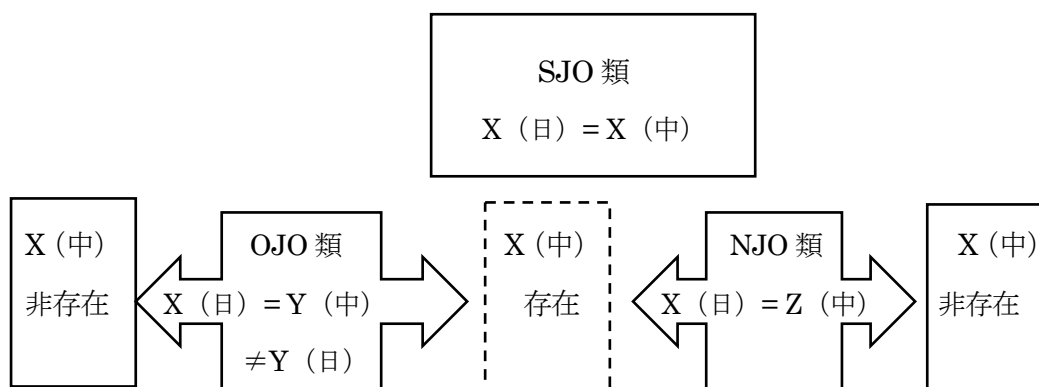 SJO 類
X（日）= X（中）
X（中）
非存在
OJO 類
X（日）= Y（中）
≠Y（日）
X（中）
存在
NJO 類
X（日）= Z（中）
X（中）
非存在